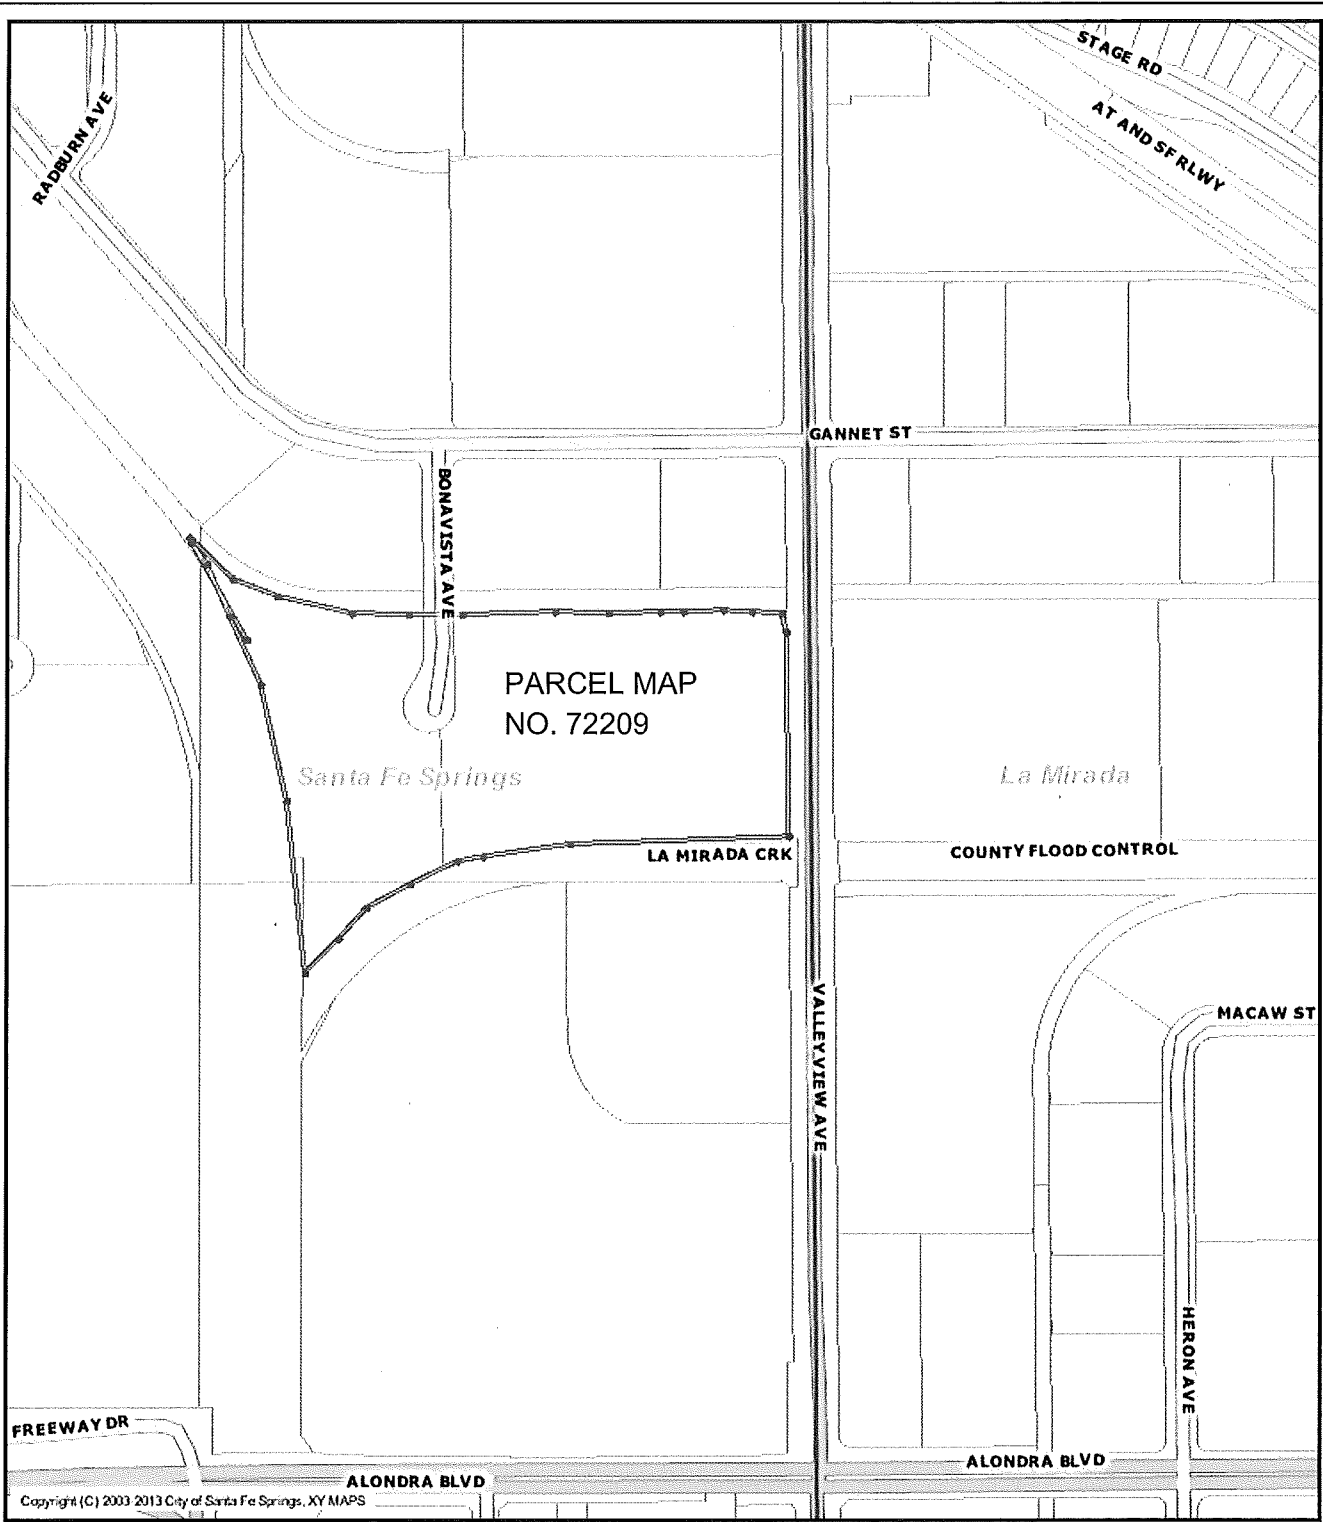 STAGE RD
AT AND SF RLWY
RADBURN AVE
GANNET ST
BONAVISTA AVE
PARCEL MAP
NO. 72209
Santa Fe Springs
La Mirada
LA MIRADA CRK
COUNTY FLOOD CONTROL
VALLEY VIEW AVE
MACAW ST
HERON AVE
FREEWAY DR
ALONDRA BLVD
ALONDRA BLVD
Copyright (C) 2003-2013 City of Santa Fe Springs, XY MAPS